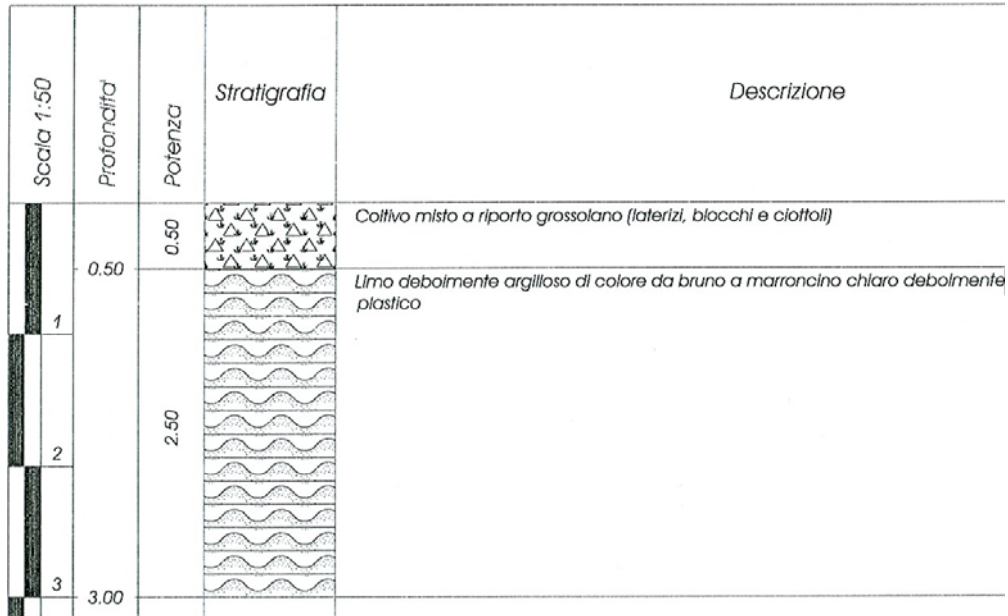 Scala 1:50
Profondita'
Potenza
Stratigrafia
Descrizione
0.50
Coltivo misto a riporto grossolano (laterizi, blocchi e ciottoli)
0.50
Limo debolmente argilloso di colore da bruno a marroncino chiaro debolmente
plastico
1
2.50
2
3
3.00